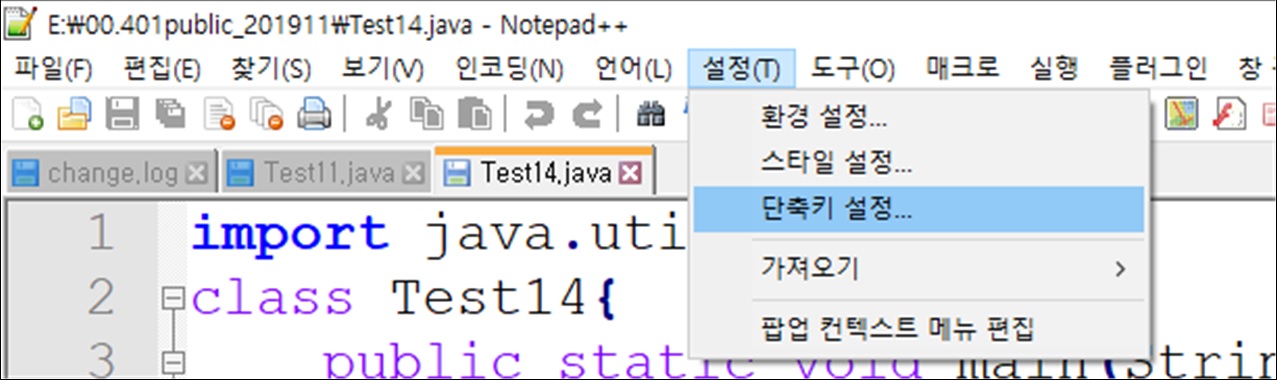 E:₩00.401public_201911₩Test14.java - Notepad++
파일(F) 편집(E) 찾기(S) 보기(V) 인코딩(N) 언어(L) 설정(T) 도구(O) 매크로 실행 플러그인 창
환경 설정...
스타일 설정...
단축키 설정...
가져오기
팝업 컨텍스트 메뉴 편집
change.log Test11.java Test14.java
1 import java.uti
2 class Test14{
3 public static void main(Strin